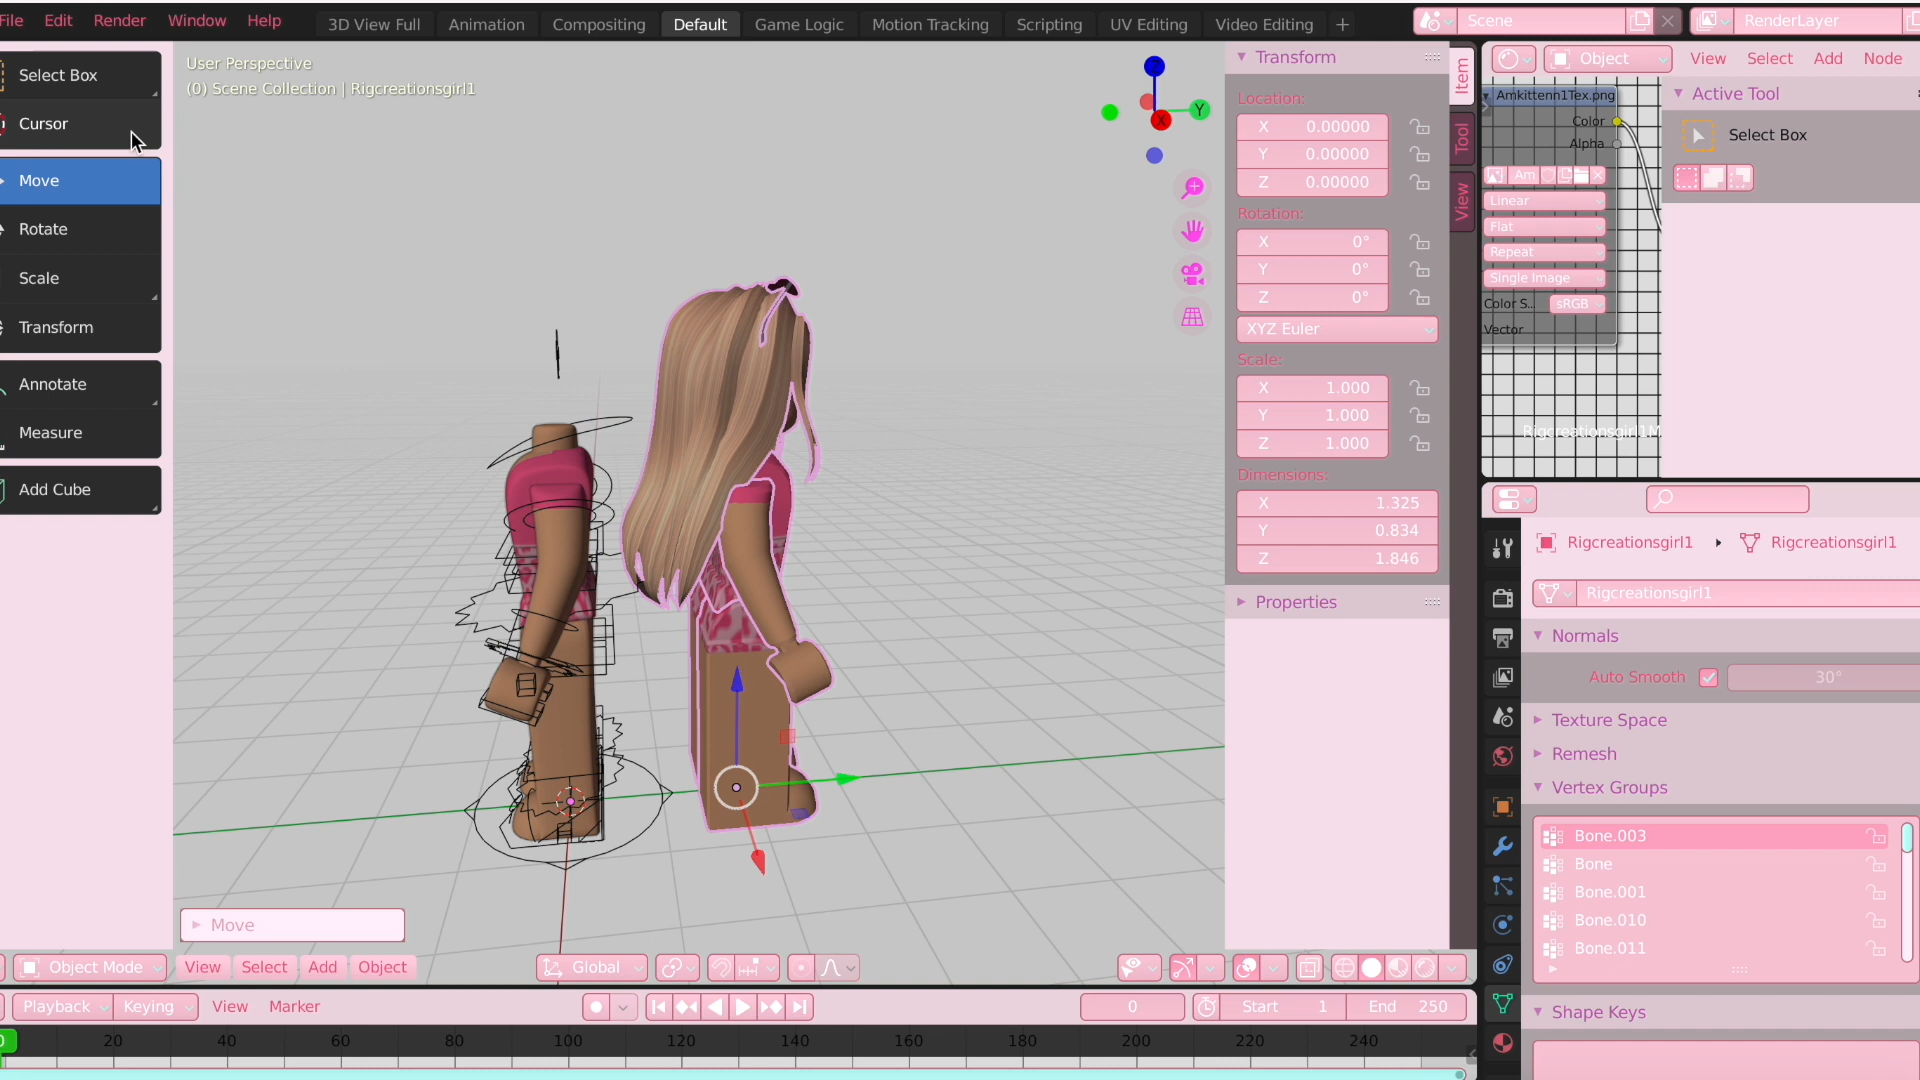 File Edit Render Window Help 3D View Full Animation Compositing Default Game Logic Motion Tracking Scripting UV Editing Video Editing + Scene RenderLayer
Select Box
Cursor
Move
Rotate
Scale
Transform
Annotate
Measure
Add Cube
User Perspective
(0) Scene Collection | Rigcreationsgirl1
Z
Y
X
Move
Transform
Location:
X 0.00000
Y 0.00000
Z 0.00000
Rotation:
X 0°
Y 0°
Z 0°
XYZ Euler
Scale:
X 1.000
Y 1.000
Z 1.000
Dimensions:
X 1.325
Y 0.834
Z 1.846
Properties
Item
Tool
View
Object View Select Add Node
Amkittenn1Tex.png
Color
Alpha
Am
Linear
Flat
Repeat
Single Image
Color S... sRGB
Vector
Rigcreationsgirl1M
Active Tool
Select Box
Rigcreationsgirl1 Rigcreationsgirl1
Rigcreationsgirl1
Normals
Auto Smooth 30°
Texture Space
Remesh
Vertex Groups
Bone.003
Bone
Bone.001
Bone.010
Bone.011
Shape Keys
Object Mode View Select Add Object Global
Playback Keying View Marker 0 Start 1 End 250
0 20 40 60 80 100 120 140 160 180 200 220 240